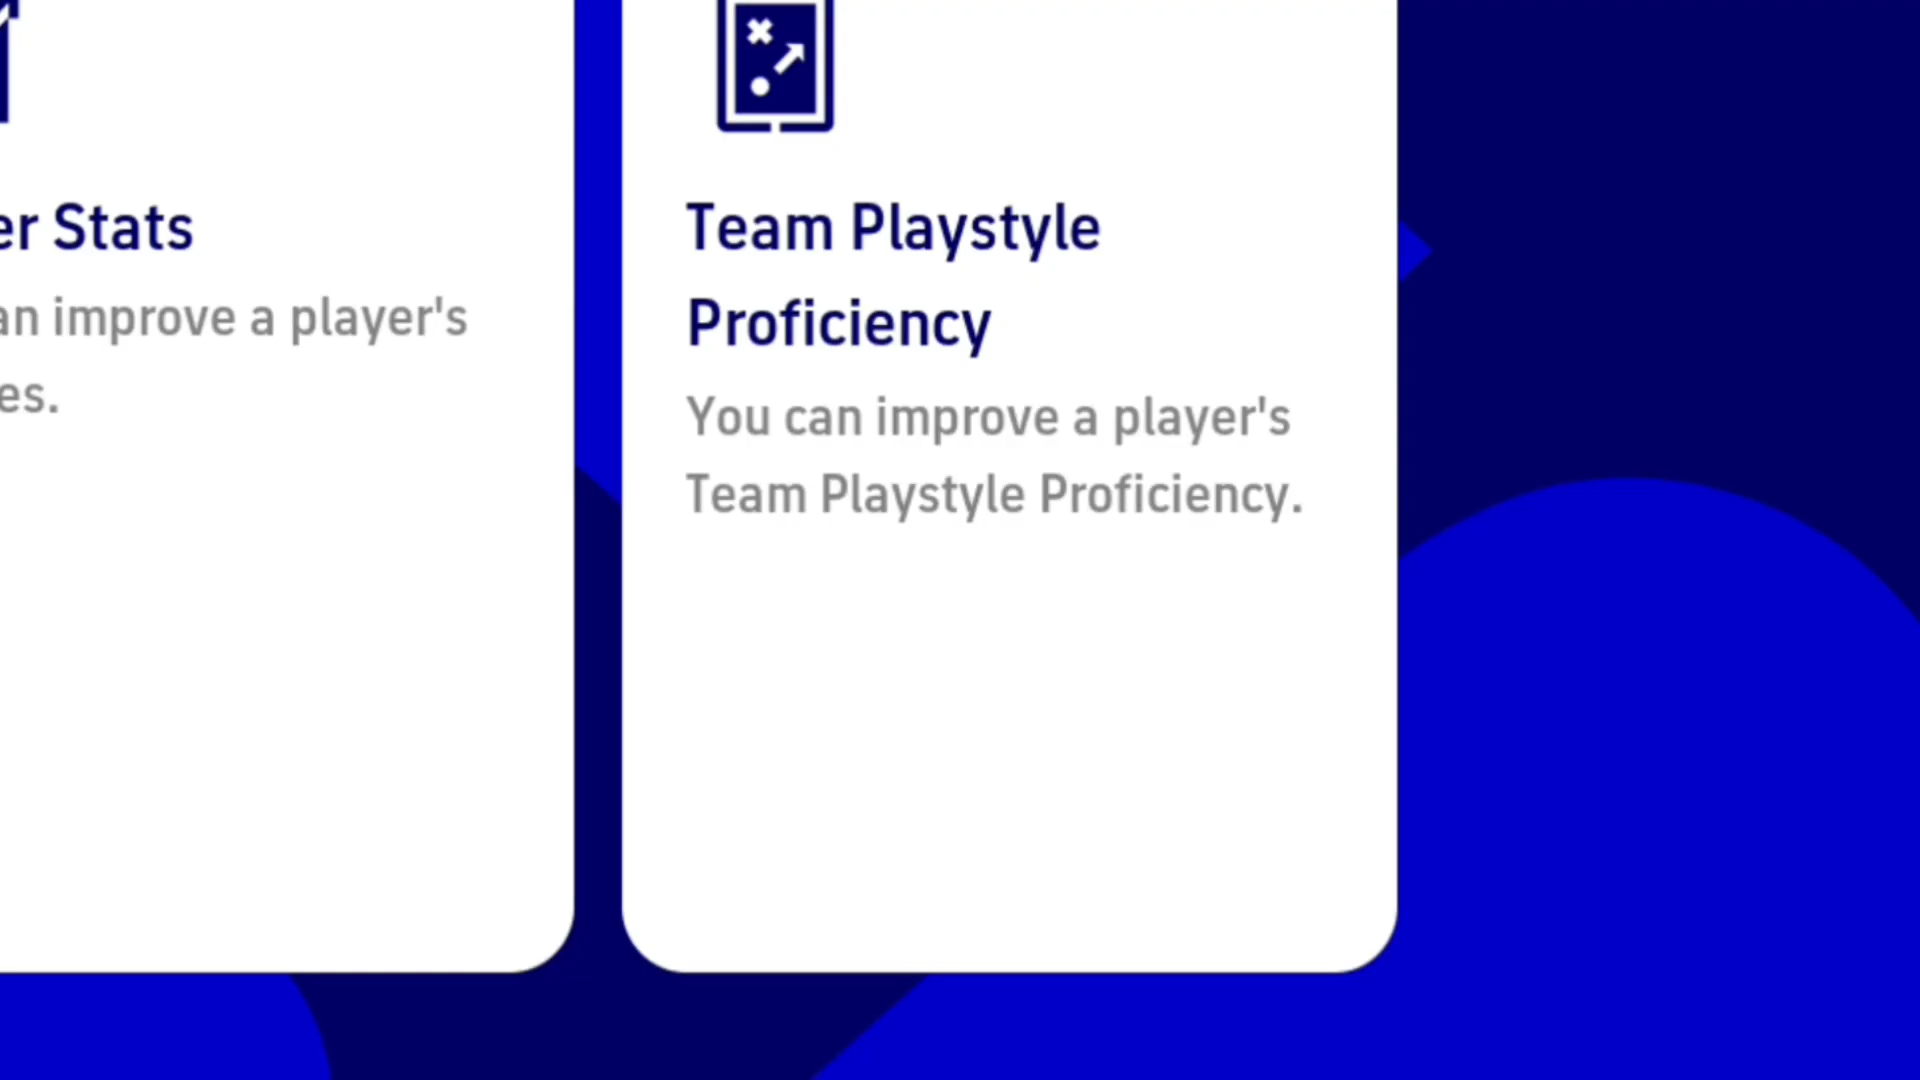 er Stats
an improve a player's
es.
Team Playstyle
Proficiency
You can improve a player's
Team Playstyle Proficiency.